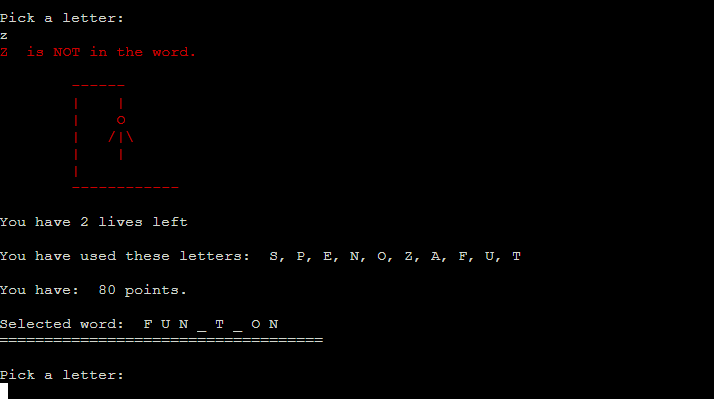 Pick a letter:
z
Z  is NOT in the word.
You have 2 lives left
You have used these letters:  S, P, E, N, O, Z, A, F, U, T
You have:  80 points.
Selected word:  F U N _ T _ O N
====================================
Pick a letter: